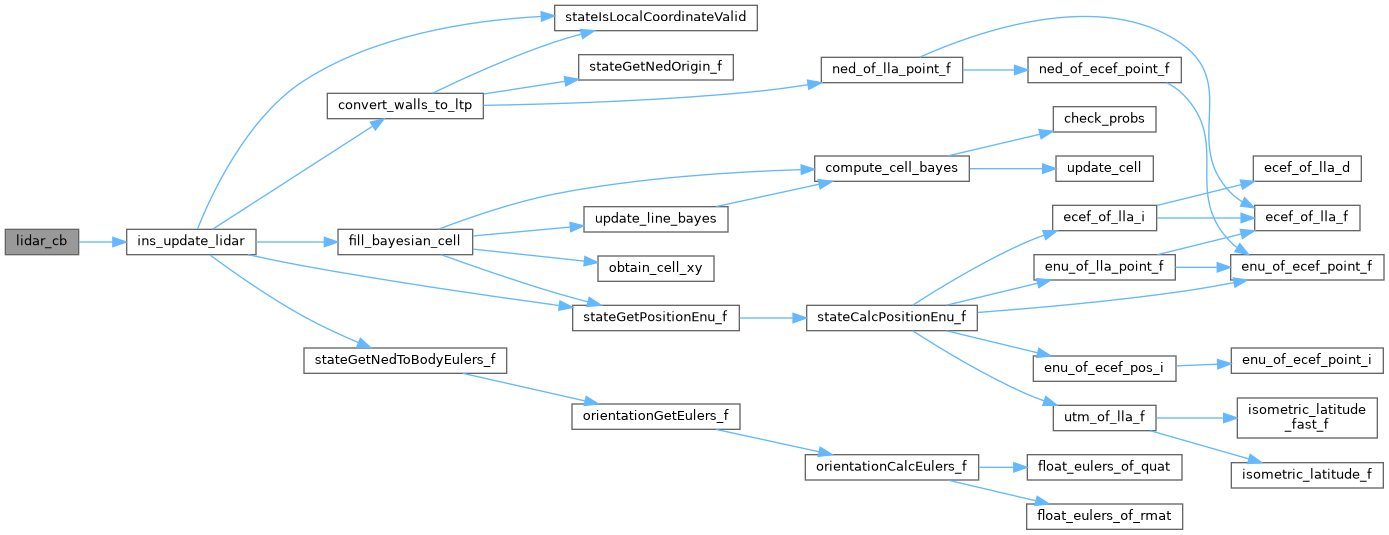 lidar_cb
ins_update_lidar
stateIsLocalCoordinateValid
convert_walls_to_ltp
stateGetNedOrigin_f
ned_of_lla_point_f
ned_of_ecef_point_f
fill_bayesian_cell
compute_cell_bayes
check_probs
update_cell
update_line_bayes
obtain_cell_xy
stateGetPositionEnu_f
stateCalcPositionEnu_f
ecef_of_lla_i
ecef_of_lla_d
ecef_of_lla_f
enu_of_lla_point_f
enu_of_ecef_point_f
enu_of_ecef_pos_i
enu_of_ecef_point_i
utm_of_lla_f
isometric_latitude
_fast_f
isometric_latitude_f
stateGetNedToBodyEulers_f
orientationGetEulers_f
orientationCalcEulers_f
float_eulers_of_quat
float_eulers_of_rmat